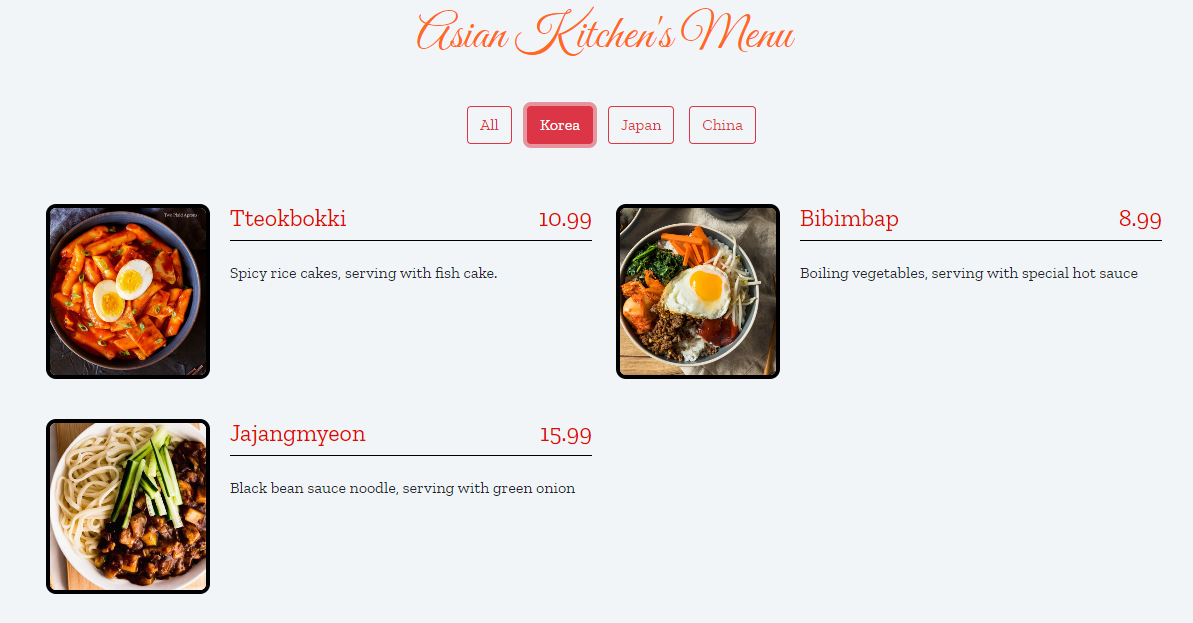 Asian Kitchen's Menu
All Korea Japan China
Tteokbokki 10.99
Spicy rice cakes, serving with fish cake.
Bibimbap 8.99
Boiling vegetables, serving with special hot sauce
Jajangmyeon 15.99
Black bean sauce noodle, serving with green onion